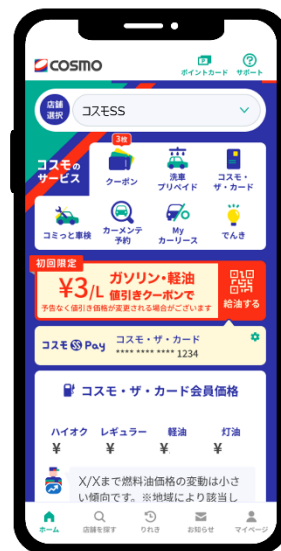 COSMO
ポイントカード
サポート
店舗
選択
コスモSS
コスモの
サービス
3枚
クーポン
洗車
プリペイド
コスモ・
ザ・カード
コミっと車検
カーメンテ
予約
My
カーリース
でんき
初回限定
¥3/L
ガソリン・軽油
値引きクーポンで
予告なく値引き価格が変更される場合がございます
給油する
コスモ Pay
コスモ・ザ・カード
**** **** **** 1234
コスモ・ザ・カード会員価格
ハイオク
レギュラー
軽油
灯油
¥
¥
¥
¥
X/Xまで燃料油価格の変動は小さ
い傾向です。※地域により該当し
ホーム
店舗を探す
りれき
お知らせ
マイページ